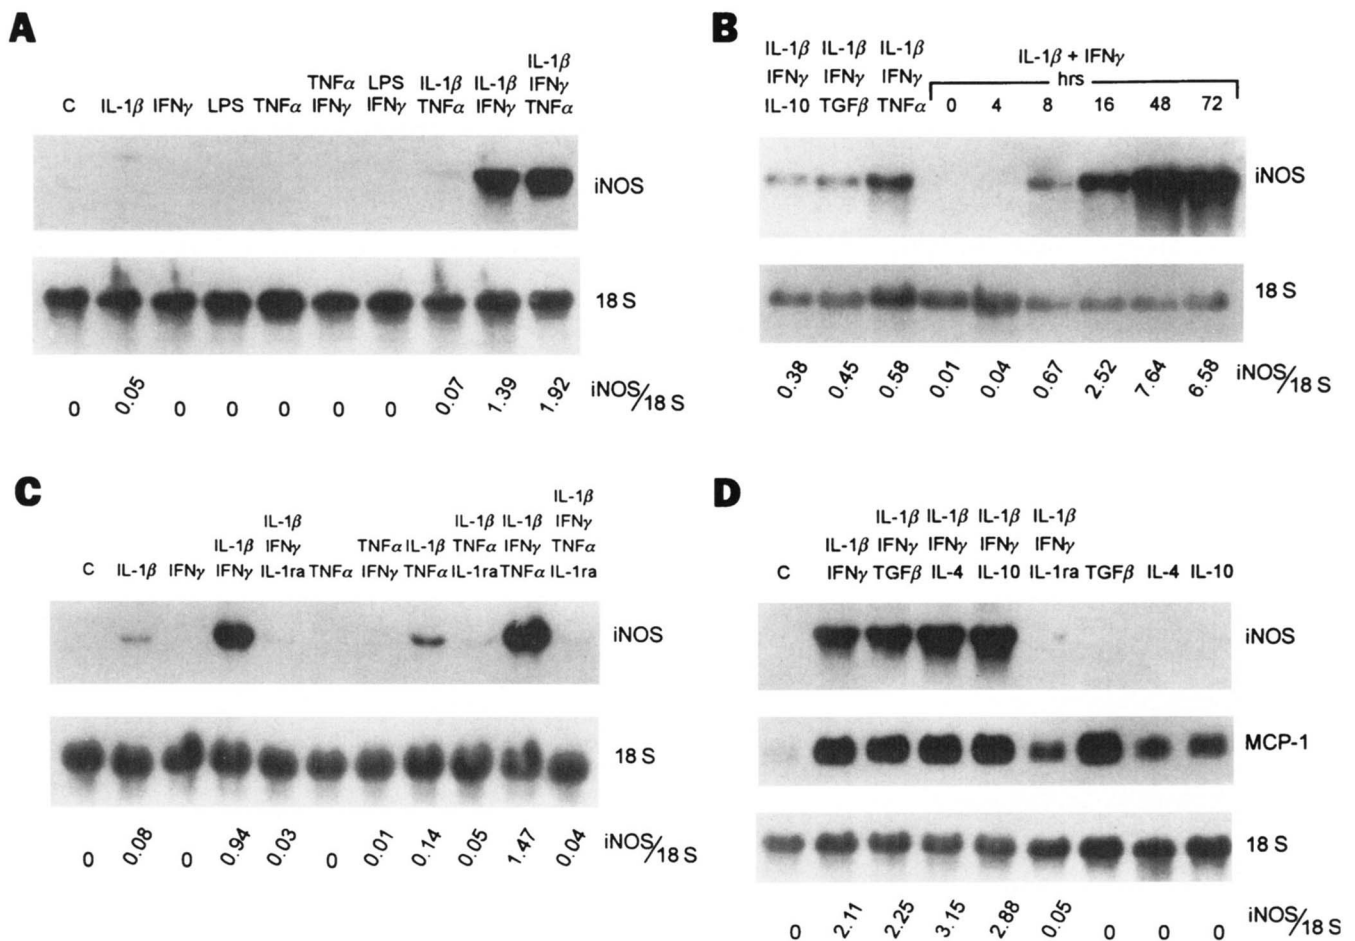 A
IL-1β
TNFα LPS IL-1β IL-1β IFNγ
C IL-1β IFNγ LPS TNFα IFNγ IFNγ TNFα IFNγ TNFα
iNOS
18 S
0 0.05 0 0 0 0 0 0.07 1.39 1.92 iNOS/18 S
B
IL-1β IL-1β IL-1β IL-1β + IFNγ
IFNγ IFNγ IFNγ hrs
IL-10 TGFβ TNFα 0 4 8 16 48 72
iNOS
18 S
0.38 0.45 0.58 0.01 0.04 0.67 2.52 7.64 6.58 iNOS/18 S
C
IL-1β
IL-1β IL-1β IL-1β IFNγ
IL-1β IFNγ TNFα IL-1β TNFα IFNγ TNFα
C IL-1β IFNγ IFNγ IL-1ra TNFα IFNγ TNFα IL-1ra TNFα IL-1ra
iNOS
18 S
0 0.08 0 0.94 0.03 0 0.01 0.14 0.05 1.47 0.04 iNOS/18 S
D
IL-1β IL-1β IL-1β IL-1β
IL-1β IFNγ IFNγ IFNγ IFNγ
C IFNγ TGFβ IL-4 IL-10 IL-1ra TGFβ IL-4 IL-10
iNOS
MCP-1
18 S
0 2.11 2.25 3.15 2.88 0.05 0 0 0 iNOS/18 S